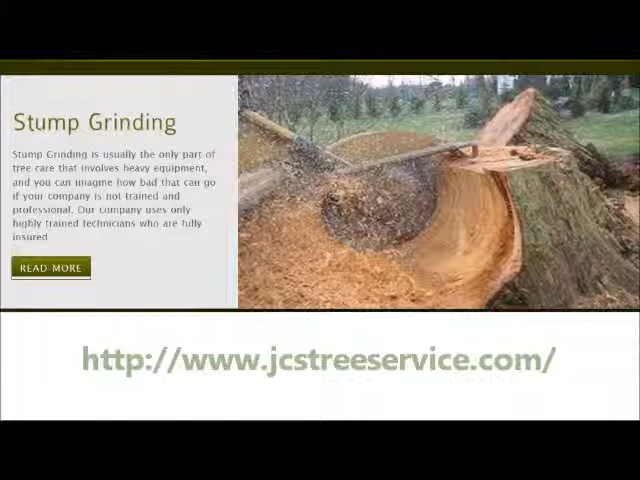 Stump Grinding
Stump Grinding is usually the only part of
tree care that involves heavy equipment,
and you can imagine how bad that can go
if your company is not trained and
professional. Our company uses only
highly trained technicians who are fully
insured
READ MORE
http://www.jcstreeservice.com/